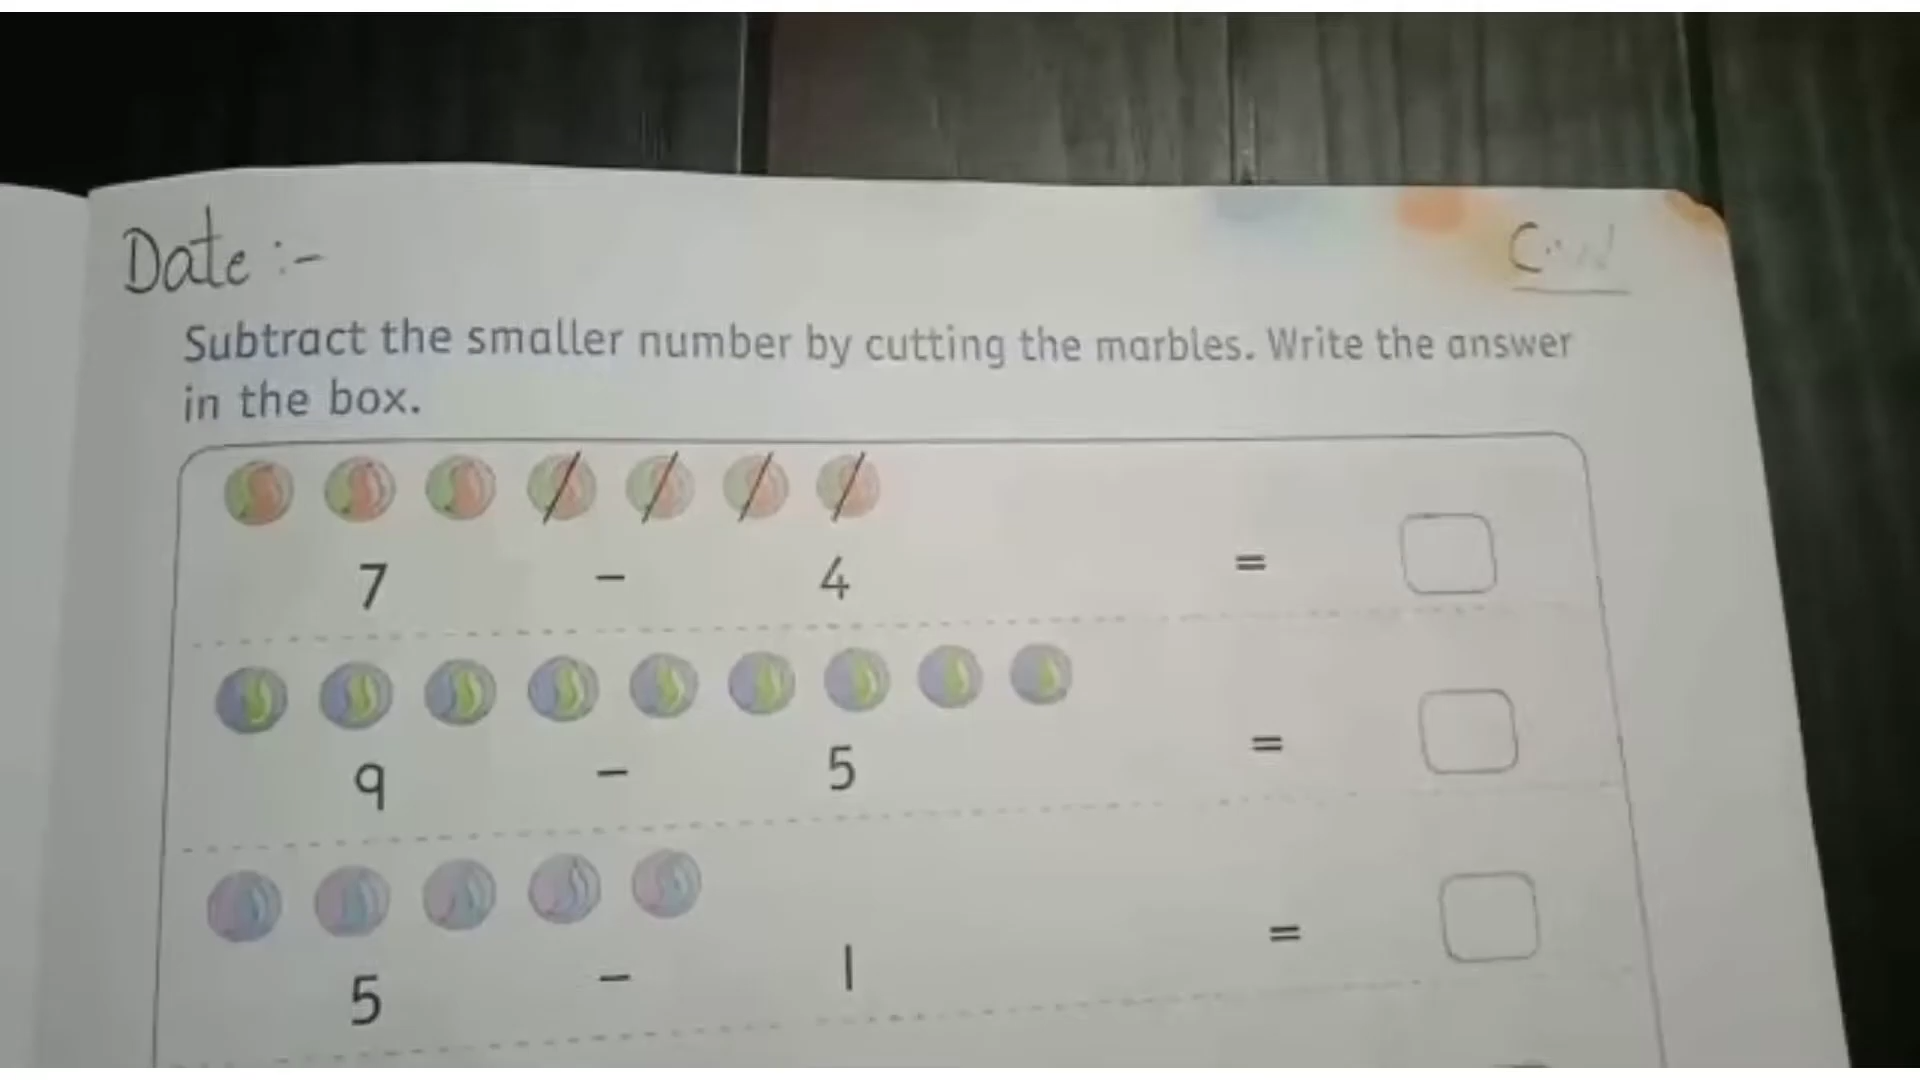 Date :-
C.W
Subtract the smaller number by cutting the marbles. Write the answer
in the box.
7 - 4 =
9 - 5 =
5 - 1 =